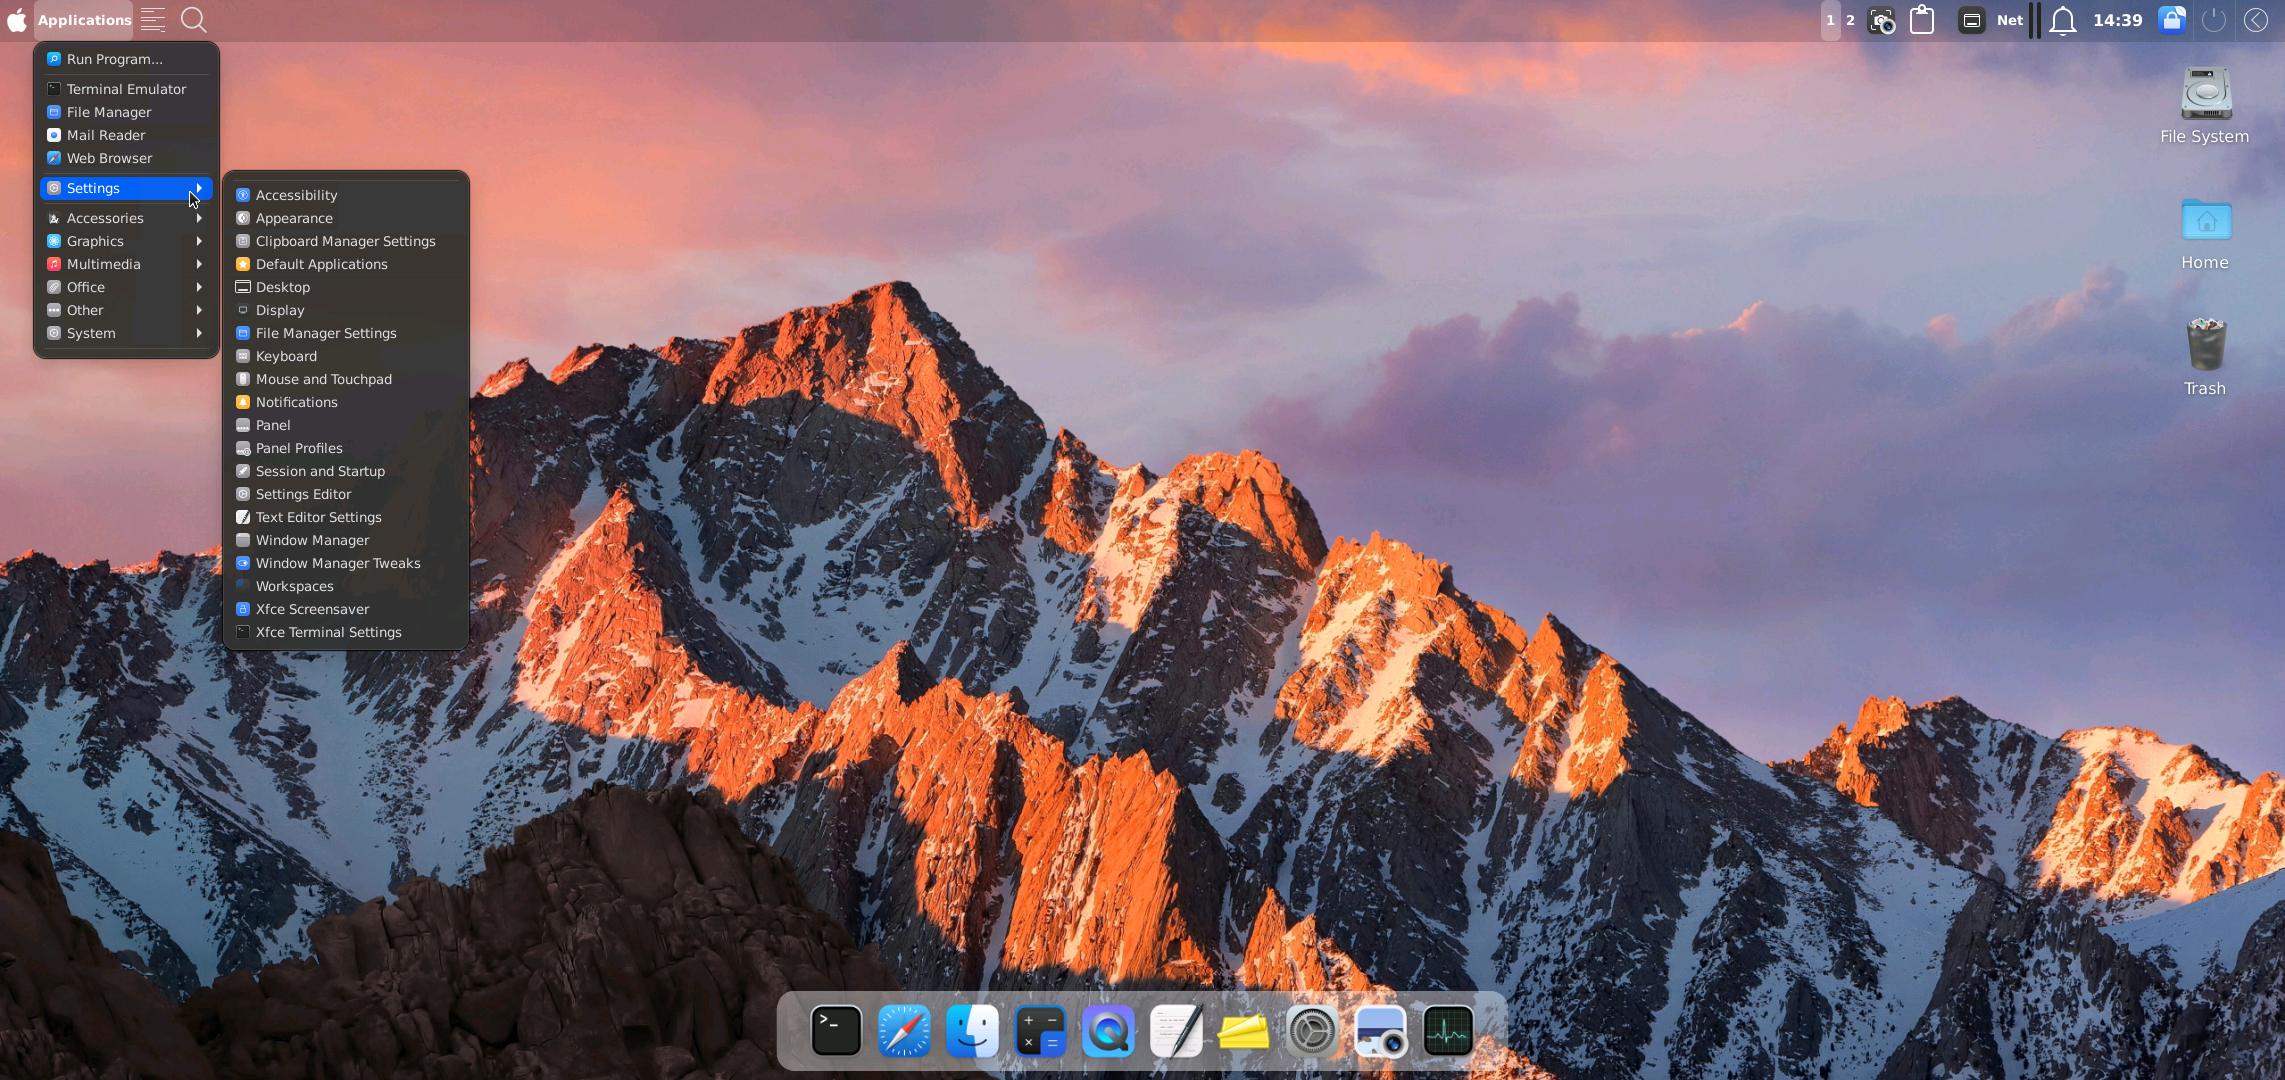 Applications
1 2
Net
14:39
Run Program...
Terminal Emulator
File Manager
Mail Reader
Web Browser
Settings
Accessories
Graphics
Multimedia
Office
Other
System
Accessibility
Appearance
Clipboard Manager Settings
Default Applications
Desktop
Display
File Manager Settings
Keyboard
Mouse and Touchpad
Notifications
Panel
Panel Profiles
Session and Startup
Settings Editor
Text Editor Settings
Window Manager
Window Manager Tweaks
Workspaces
Xfce Screensaver
Xfce Terminal Settings
File System
Home
Trash